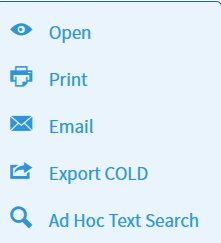 Open
Print
Email
Export COLD
Ad Hoc Text Search